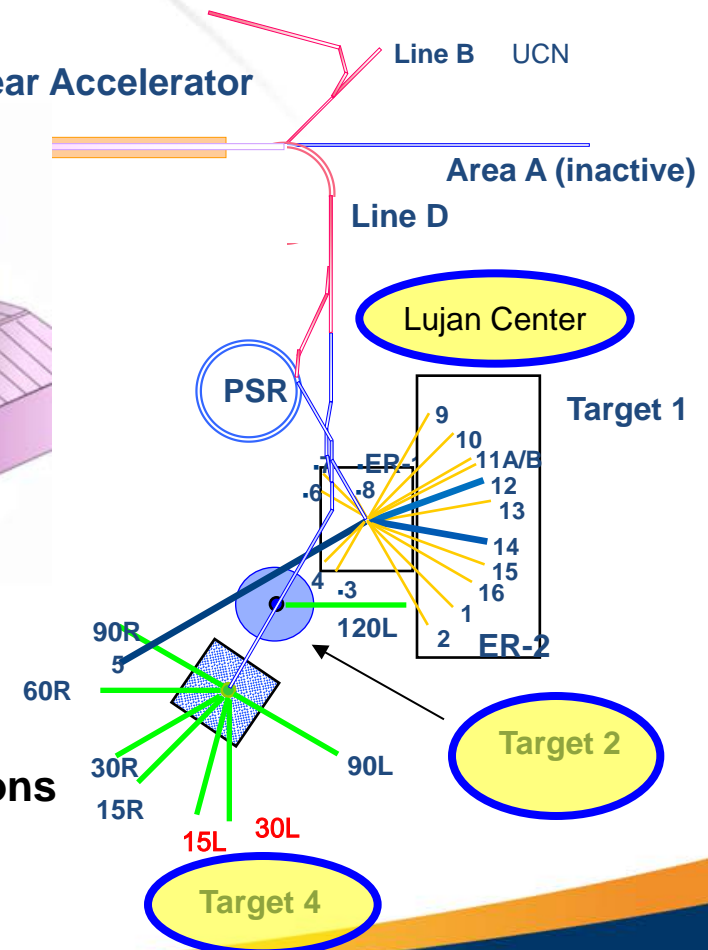 Line B UCN
ear Accelerator
Area A (inactive)
Line D
Lujan Center
PSR
Target 1
9
10
7
ER-1
11A/B
6
8
12
13
14
15
16
4
3
1
2
ER-2
120L
90R
5
60R
Target 2
30R
90L
ons
15R
15L
30L
Target 4